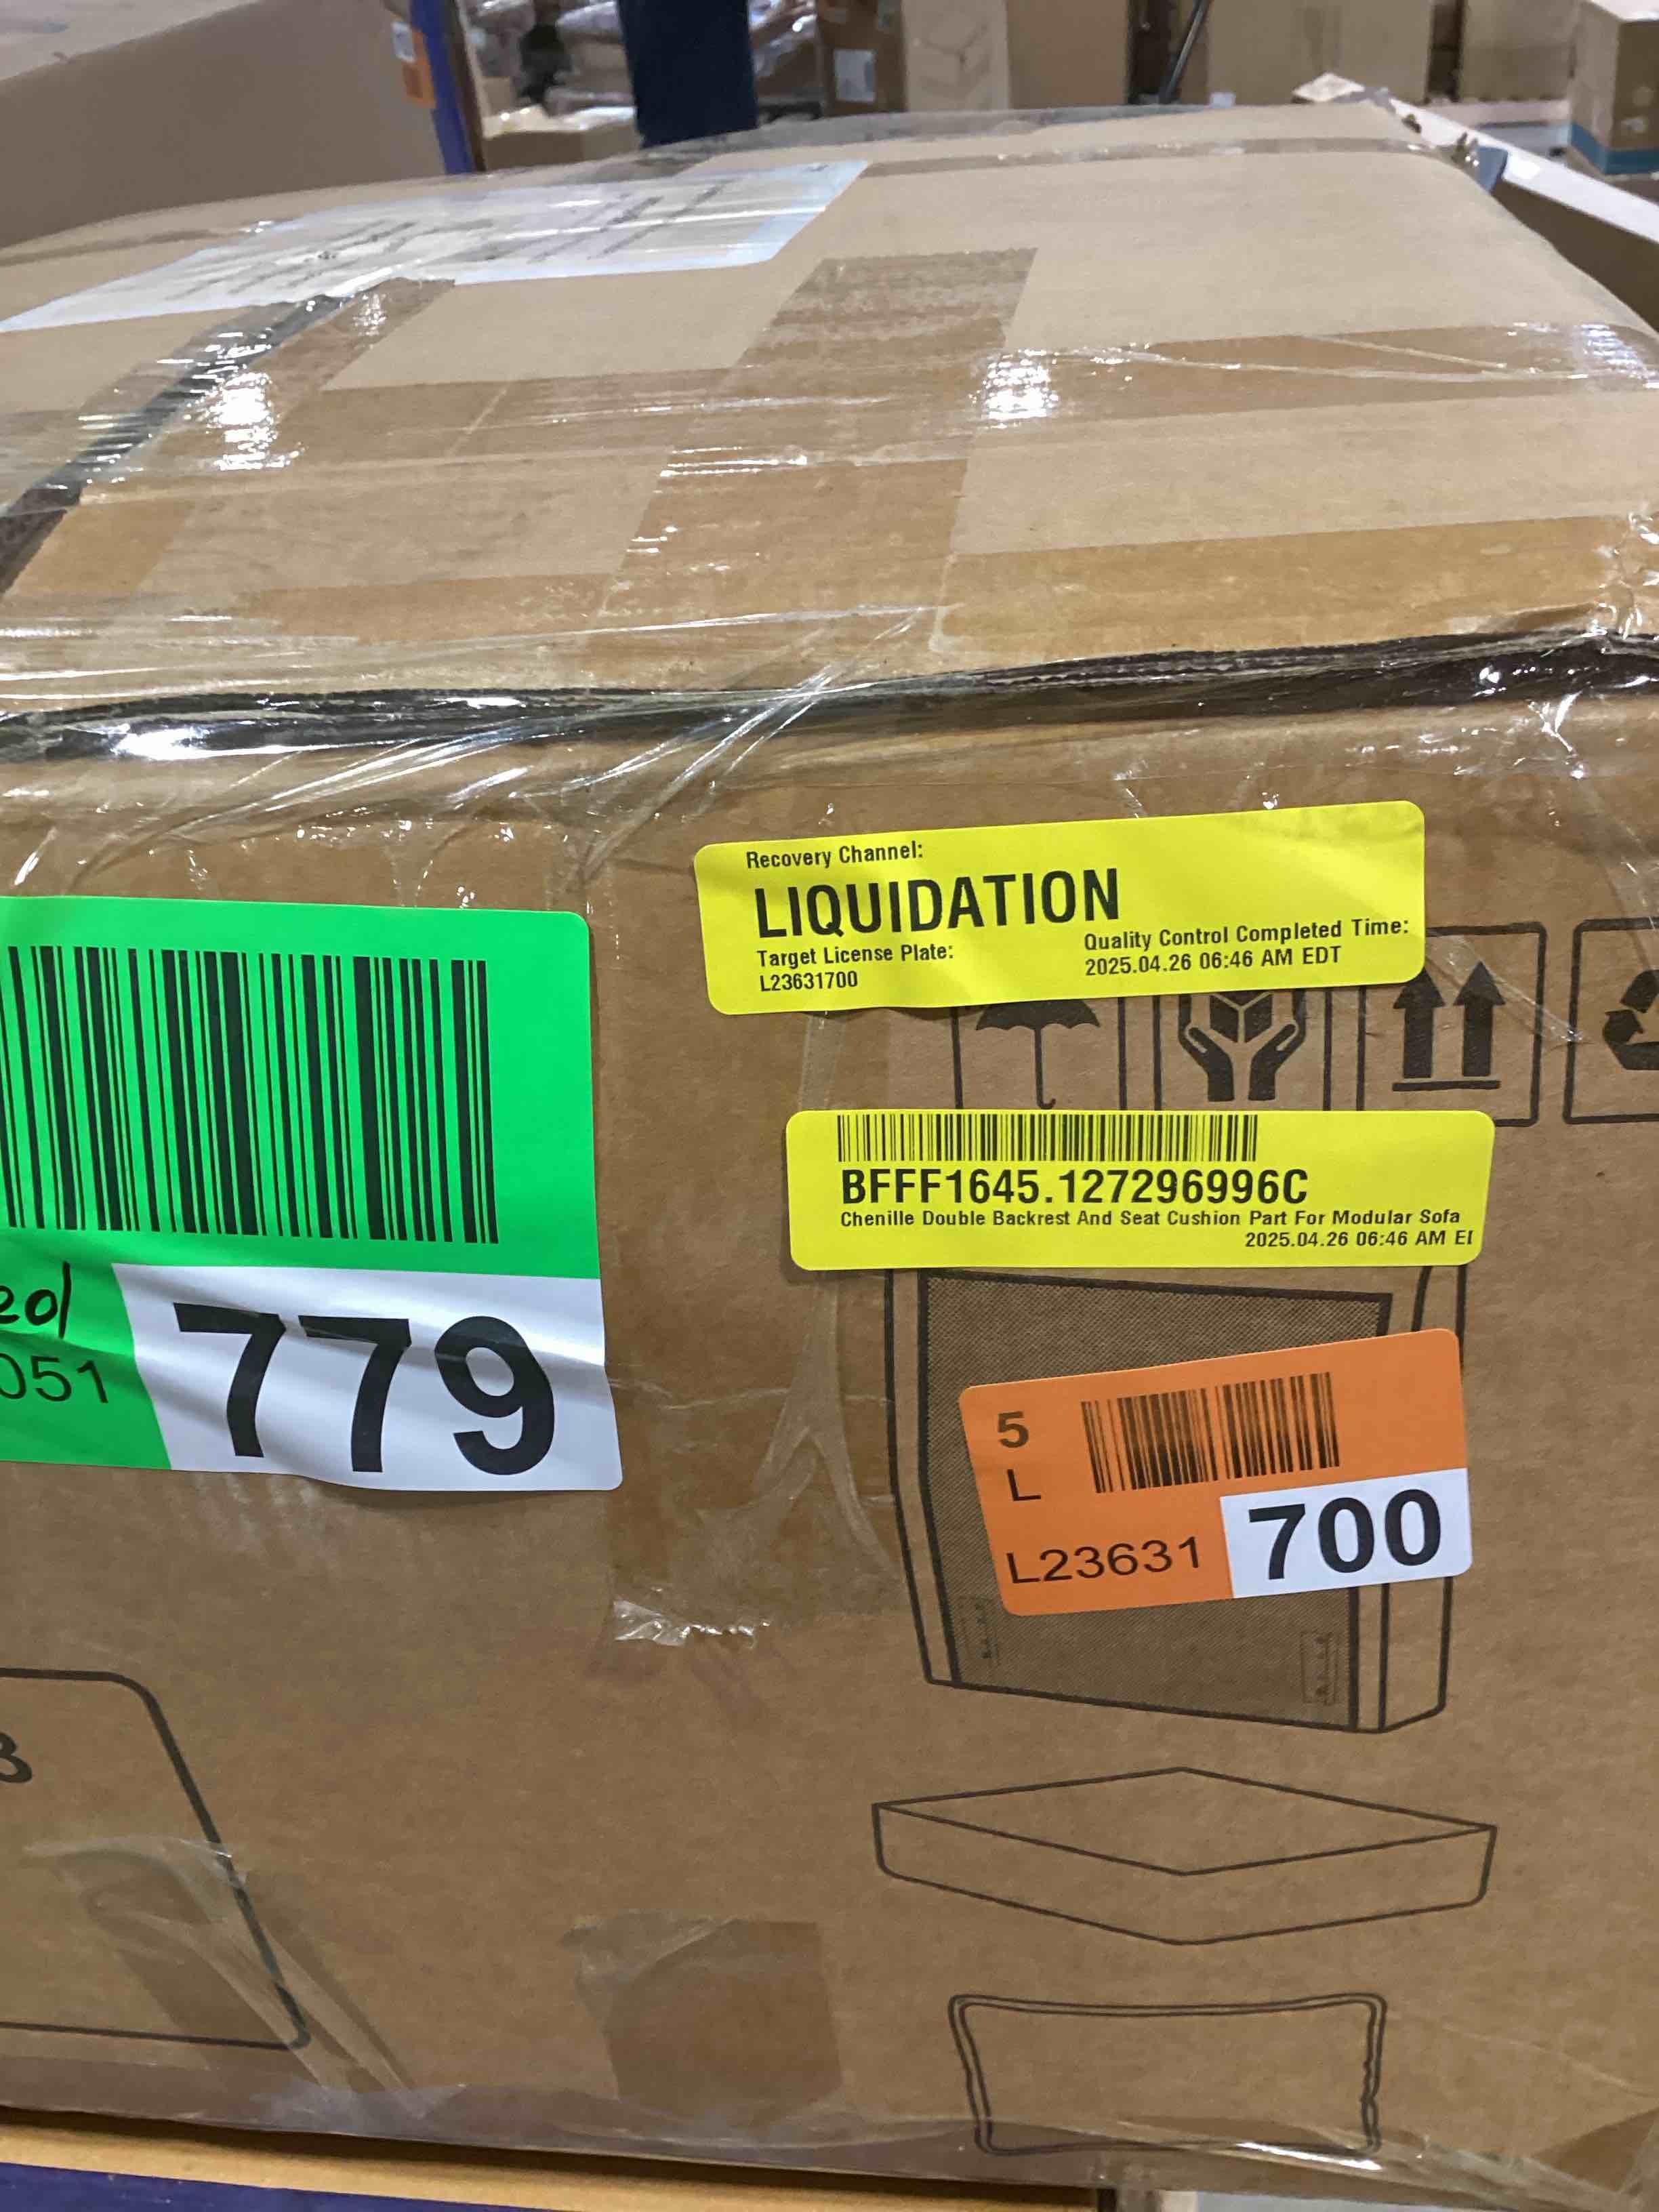 Recovery Channel:
LIQUIDATION
Target License Plate:
L23631700
Quality Control Completed Time:
2025.04.26 06:46 AM EDT
BFFF1645.127296996C
Chenille Double Backrest And Seat Cushion Part For Modular Sofa
2025.04.26 06:46 AM E
051
779
5
L
L23631
700